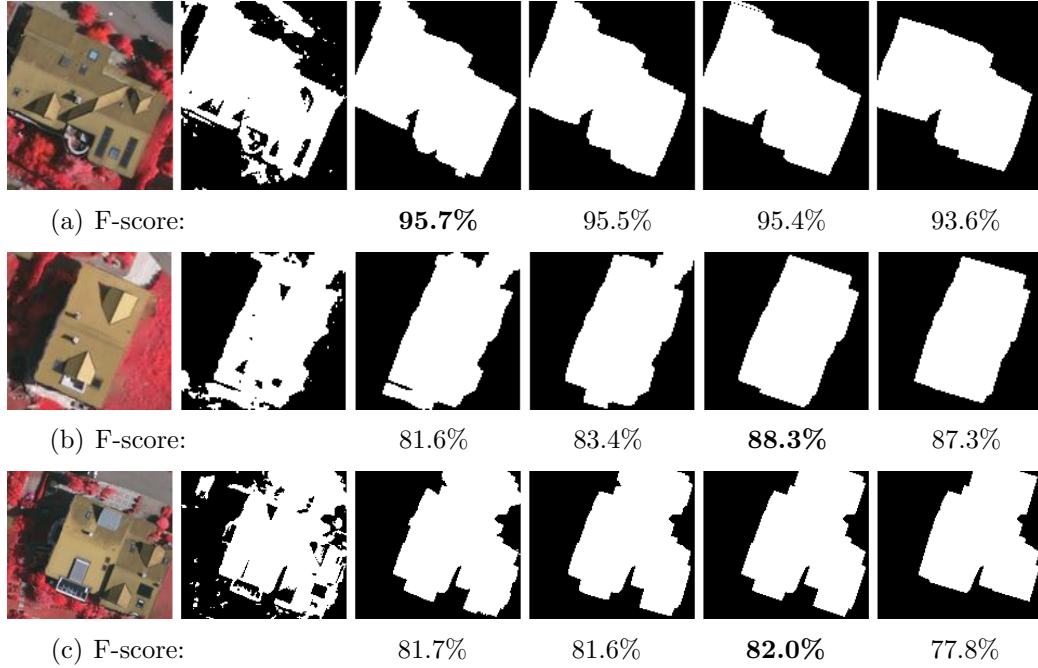 (a) F-score: 95.7% 95.5% 95.4% 93.6%
(b) F-score: 81.6% 83.4% 88.3% 87.3%
(c) F-score: 81.7% 81.6% 82.0% 77.8%